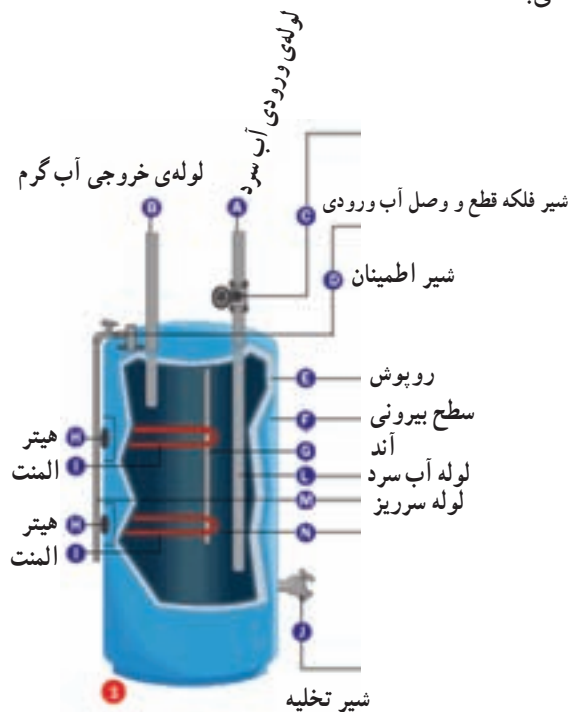 ی.
لوله‌ی ورودی آب سرد
لوله‌ی خروجی آب گرم
D
A
C شیر فلکه قطع و وصل آب ورودی
D شیر اطمینان
E روپوش
F سطح بیرونی
G آند
L لوله آب سرد
M لوله سرریز
N
H هیتر
I المنت
H هیتر
I المنت
J
شیر تخلیه